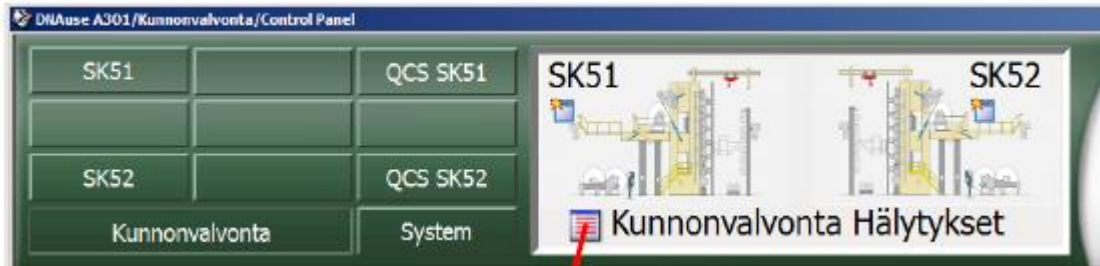 DNAuse A301/Kunnonvalvonta/Control Panel
SK51 QCS SK51
SK52 QCS SK52
Kunnonvalvonta System
SK51 SK52
Kunnonvalvonta Hälytykset